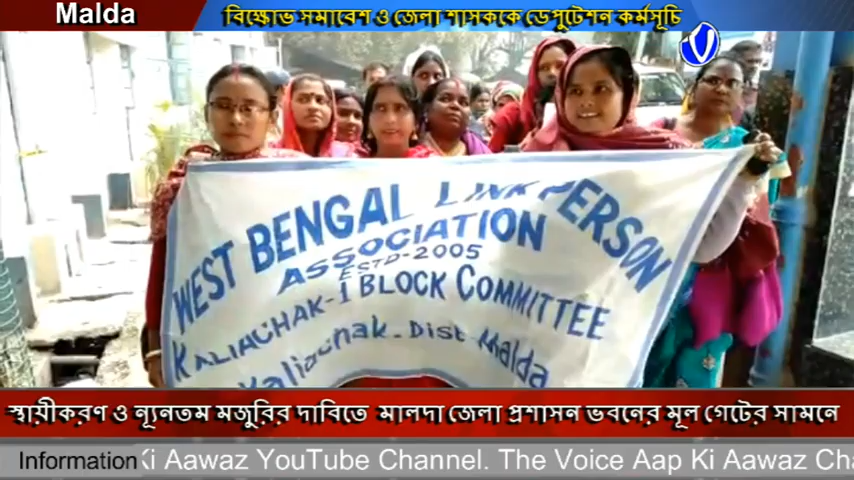 Malda
বিক্ষোভ সমাবেশ ও জেলা শাসককে ডেপুটেশন কর্মসূচি
V
WEST BENGAL LINK PERSON
ASSOCIATION
ESTD-2005
KALIACHAK-I BLOCK COMMITTEE
Kaliachak - Dist - Malda
স্থায়ীকরণ ও ন্যূনতম মজুরির দাবিতে মালদা জেলা প্রশাসন ভবনের মূল গেটের সামনে
Information Ki Aawaz YouTube Channel. The Voice Aap Ki Aawaz Cha